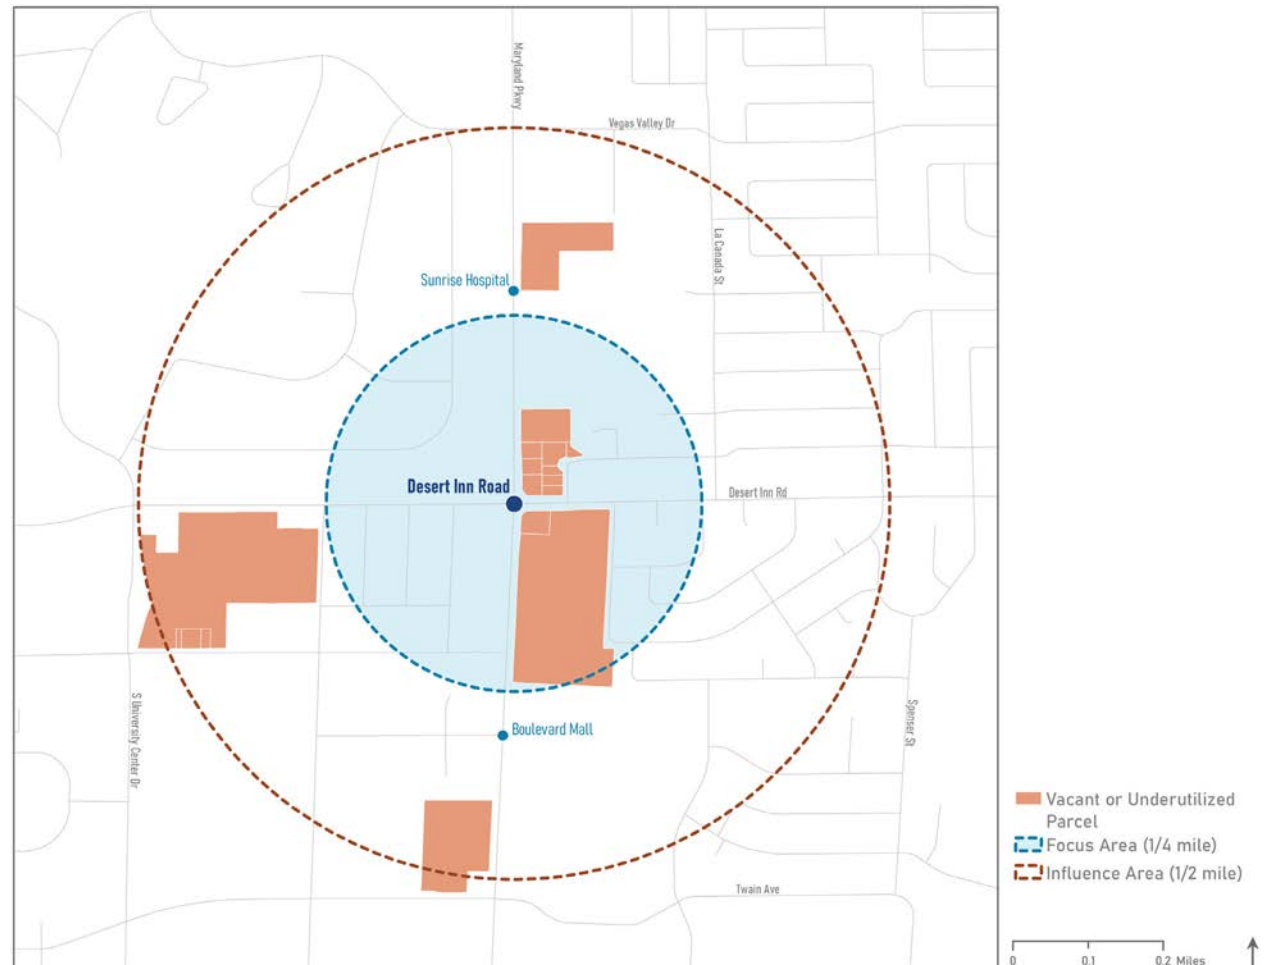 Maryland Pkwy
Vegas Valley Dr
La Canada St
Sunrise Hospital
Desert Inn Road
Desert Inn Rd
Boulevard Mall
S University Center Dr
Spenser St
Twain Ave
Vacant or Underutilized
Parcel
Focus Area (1/4 mile)
Influence Area (1/2 mile)
0 0.1 0.2 Miles